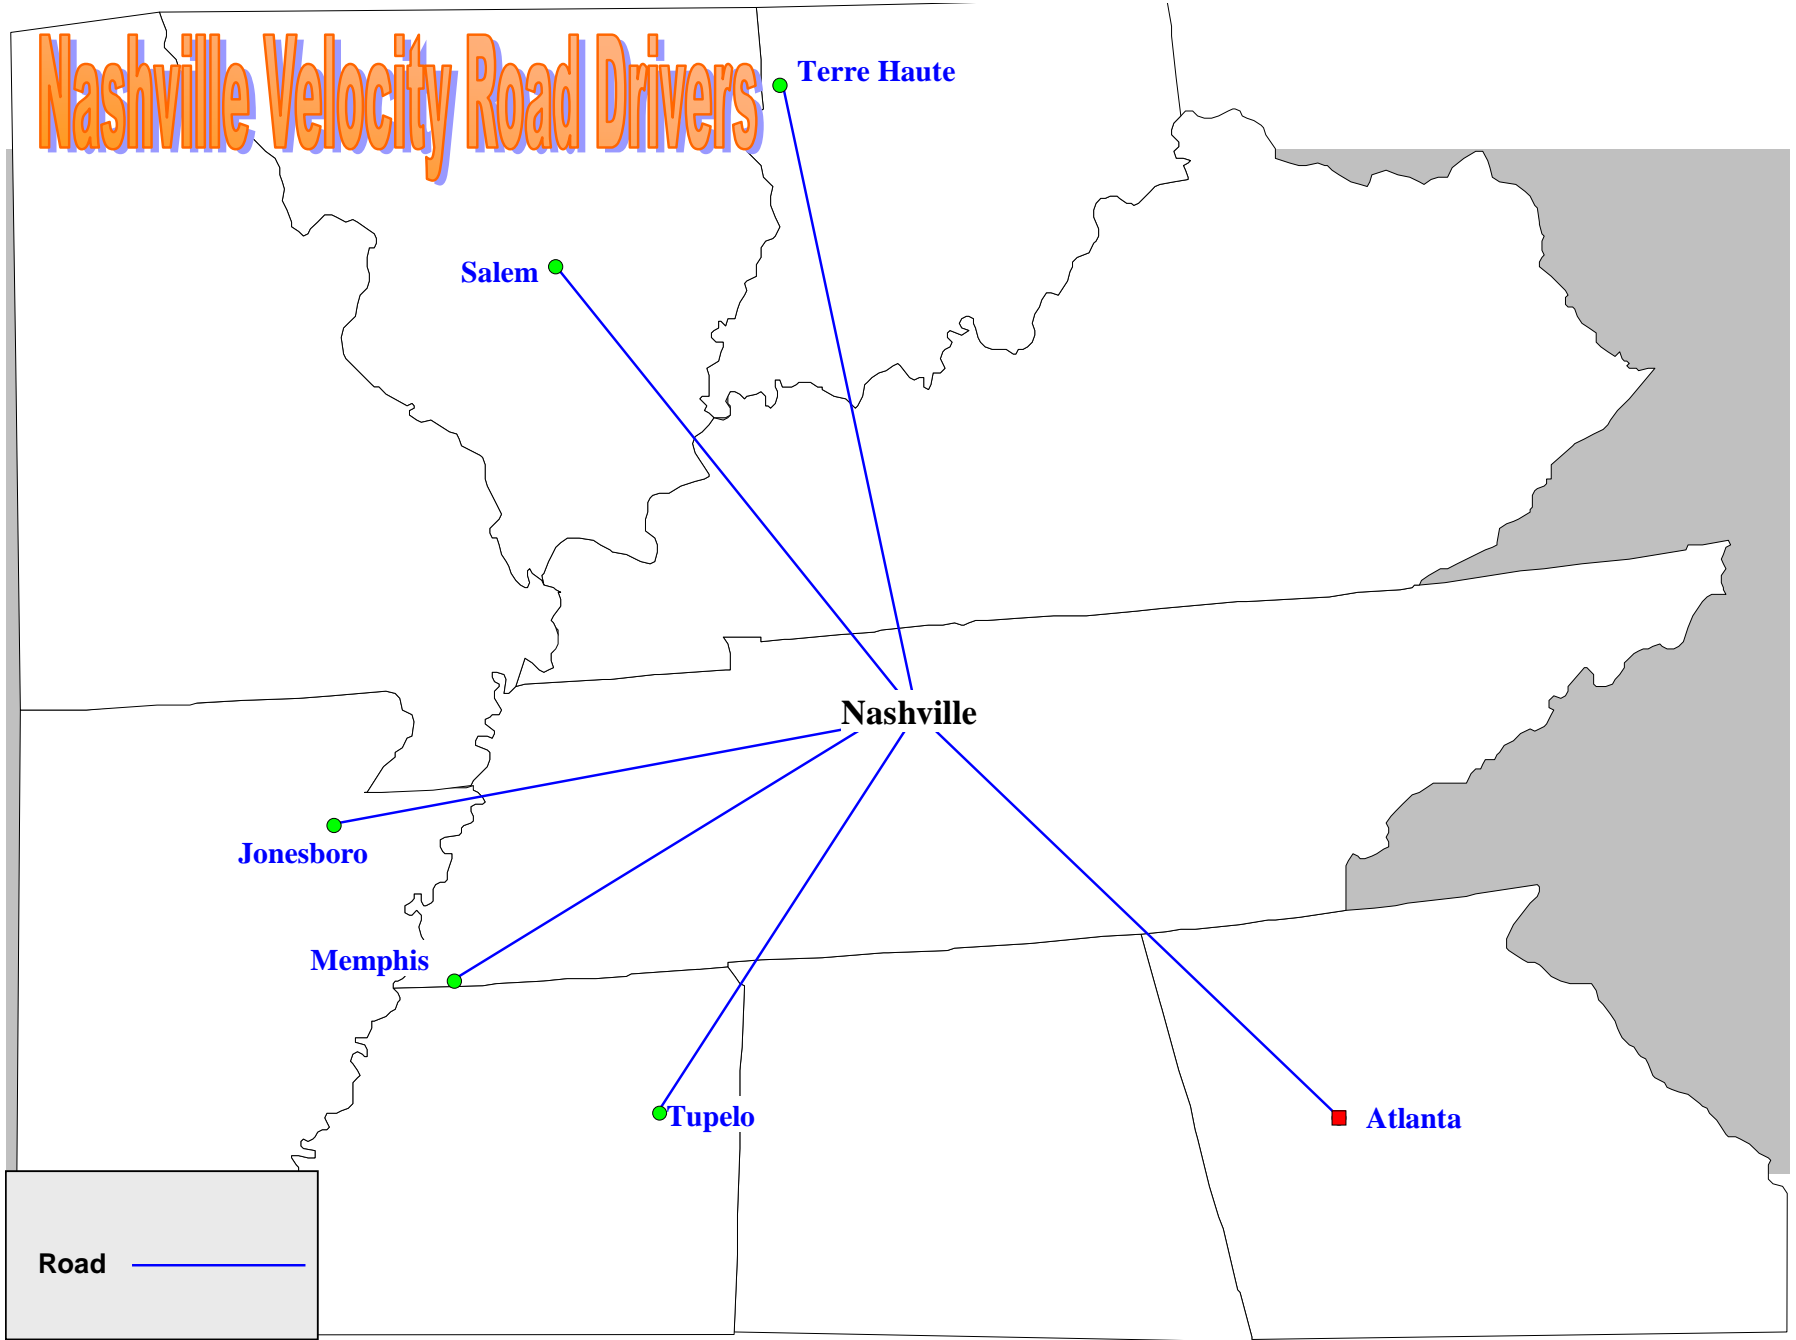 Nashville Velocity Road Drivers
Terre Haute
Salem
Nashville
Jonesboro
Memphis
Tupelo
Atlanta
Road